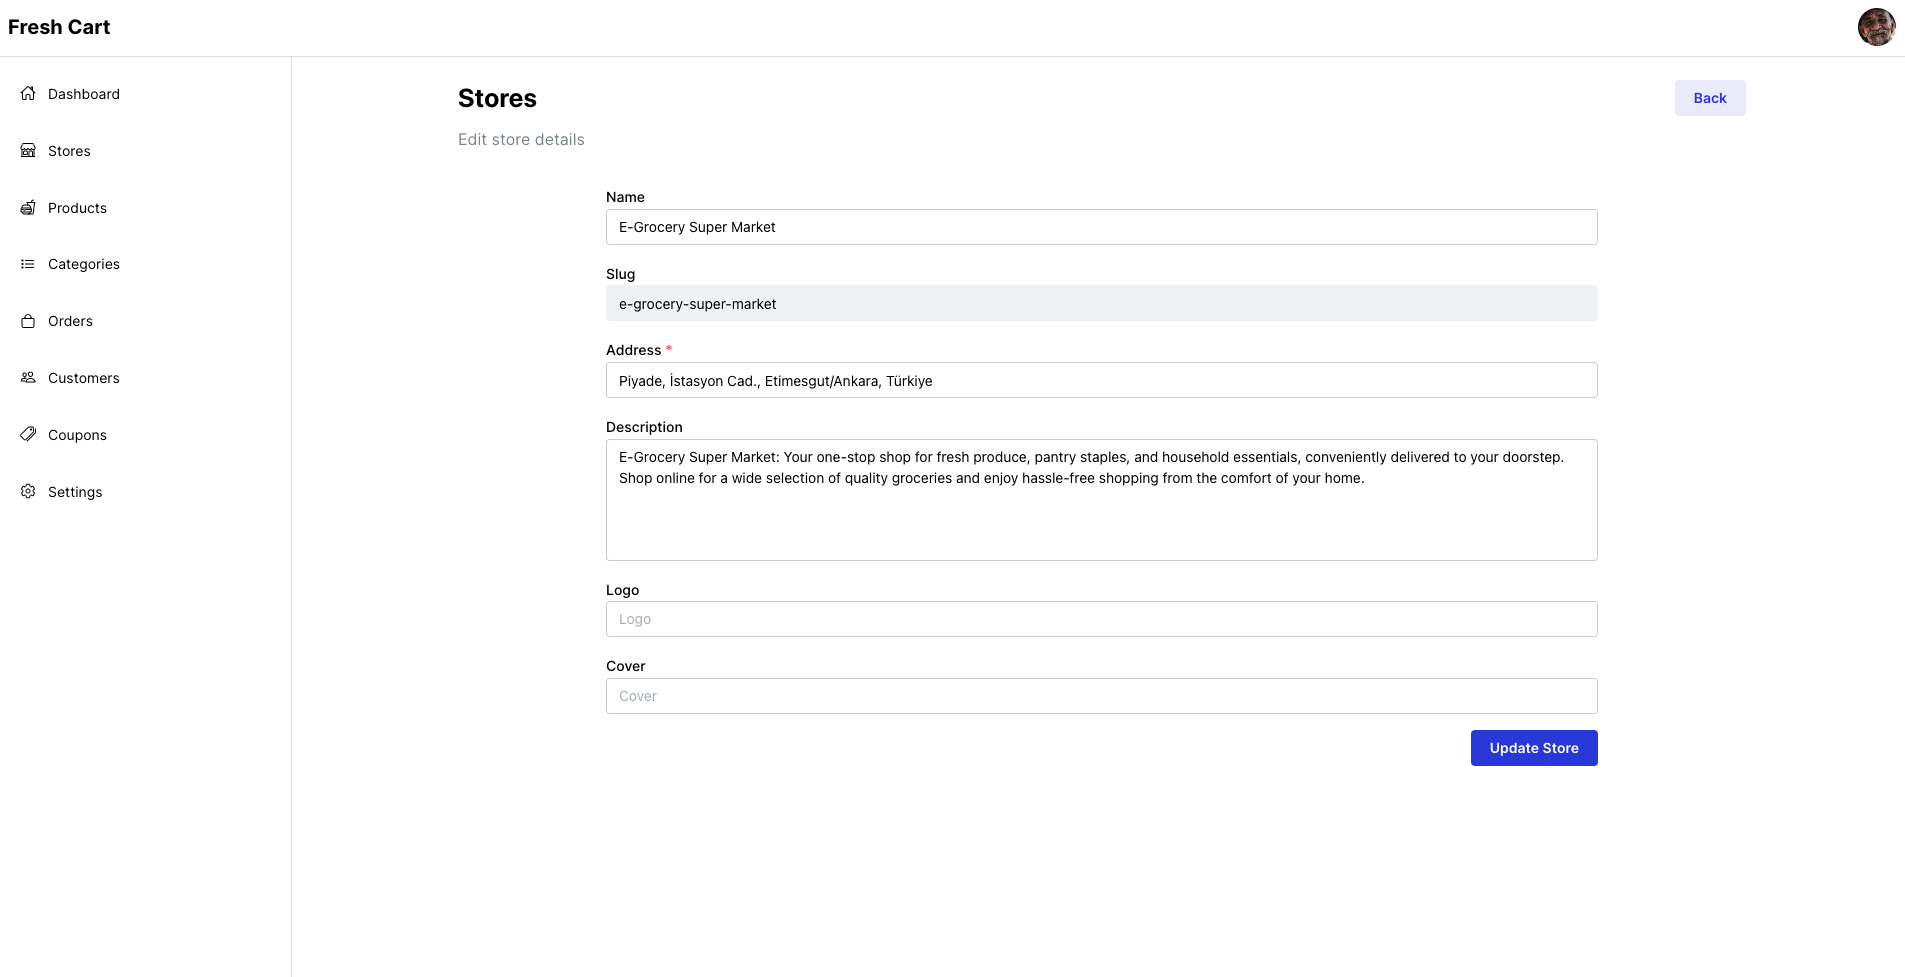 Fresh Cart
Dashboard
Stores
Products
Categories
Orders
Customers
Coupons
Settings
Stores
Back
Edit store details
Name
E-Grocery Super Market
Slug
e-grocery-super-market
Address *
Piyade, İstasyon Cad., Etimesgut/Ankara, Türkiye
Description
E-Grocery Super Market: Your one-stop shop for fresh produce, pantry staples, and household essentials, conveniently delivered to your doorstep.
Shop online for a wide selection of quality groceries and enjoy hassle-free shopping from the comfort of your home.
Logo
Logo
Cover
Cover
Update Store